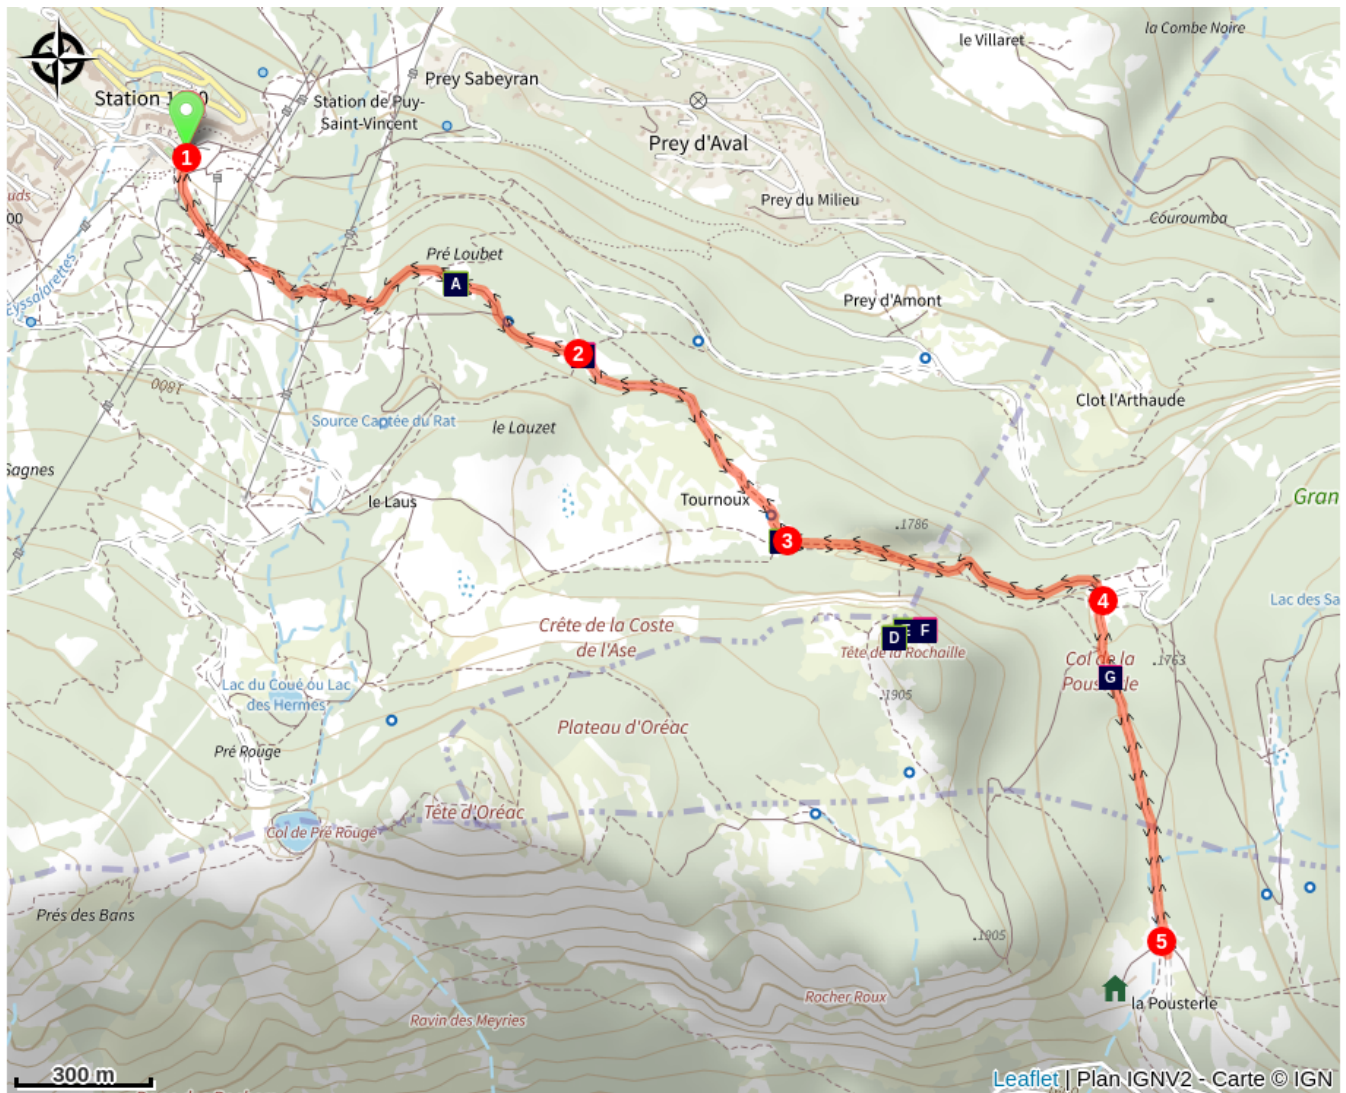 la Combe Noire
le Villaret
Prey Sabeyran
Station
0
Station de Puy-
Saint-Vincent
Prey d'Aval
1
Prey du Milieu
uds
00
Couroumba
Pré Loubet
A
Eyssalarettes
Prey d'Amont
2
1800
Clot l'Arthaude
Source Captée du Rat
le Lauzet
Sagnes
le Laus
Tournoux
Gran
.1786
3
4
Lac des Sa
Crête de la Coste
de l'Ase
D
F
Tête de la Rochaille
Col de la
Pousterle
.1763
G
Lac du Coué ou Lac
des Hermes
.1905
Plateau d'Oréac
Pré Rouge
Tête d'Oréac
Col de Pré Rouge
Prés des Bans
.1905
5
Rocher Roux
la Pousterle
Ravin des Meyries
300 m
Leaflet | Plan IGNV2 - Carte © IGN